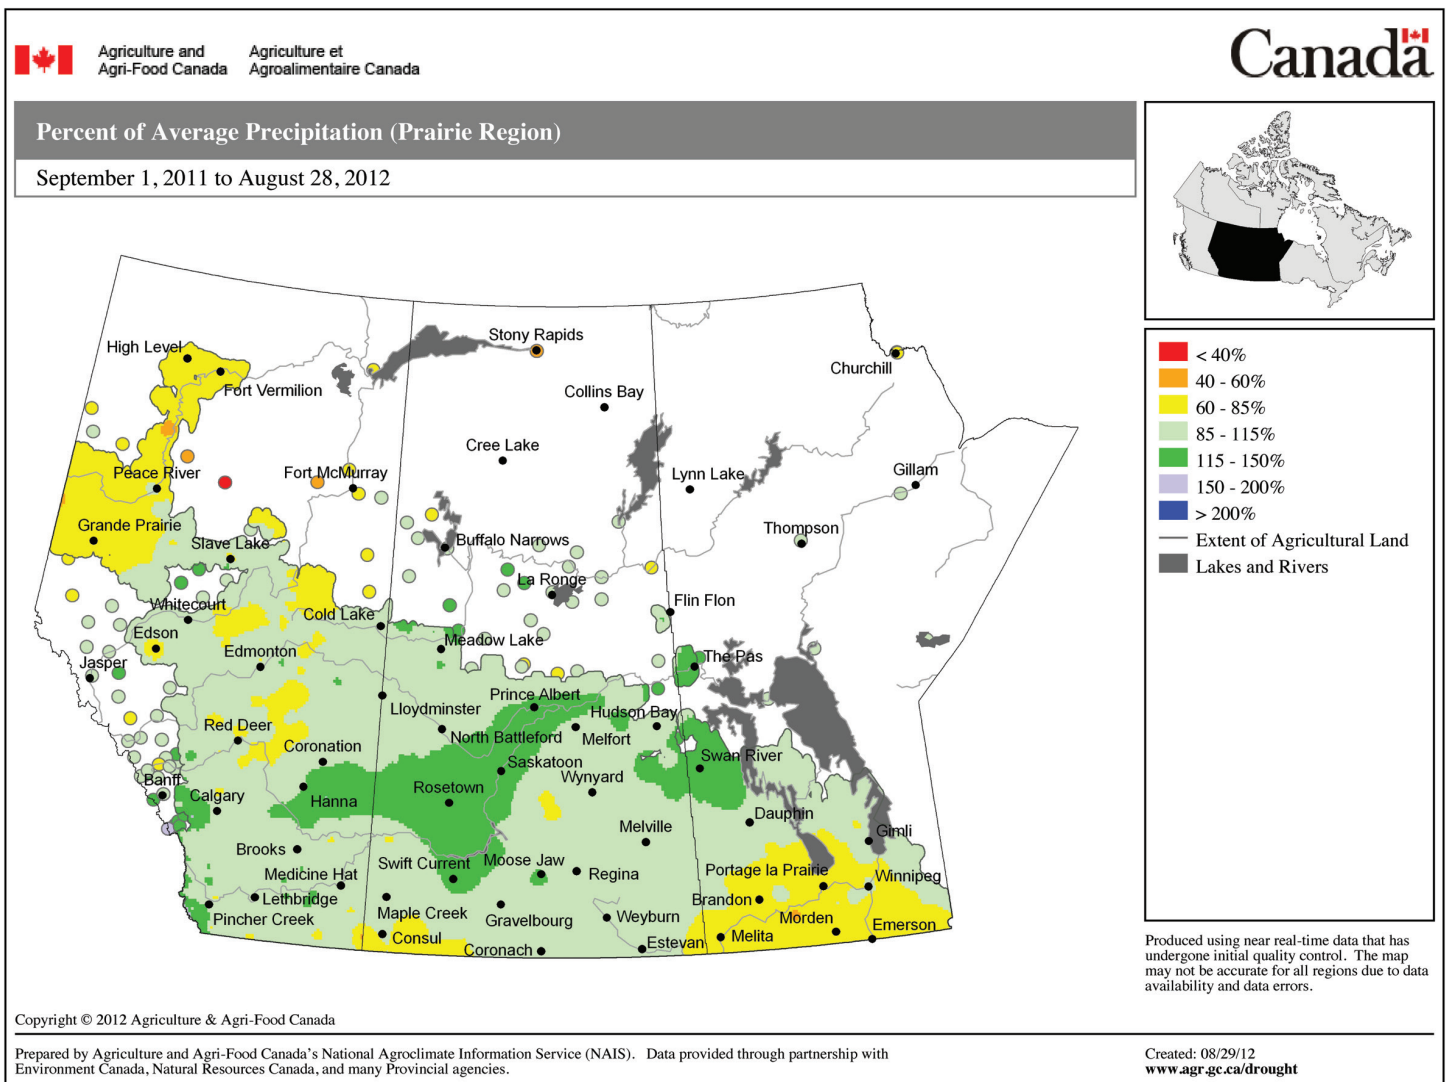 Agriculture and
Agri-Food Canada
Agriculture et
Agroalimentaire Canada
Canada
Percent of Average Precipitation (Prairie Region)
September 1, 2011 to August 28, 2012
High Level
Fort Vermilion
Stony Rapids
Churchill
Collins Bay
Cree Lake
Peace River
Fort McMurray
Lynn Lake
Gillam
Grande Prairie
Slave Lake
Buffalo Narrows
Thompson
La Ronge
Whitecourt
Cold Lake
Flin Flon
Edson
Edmonton
Meadow Lake
Jasper
The Pas
Lloydminster
Prince Albert
Hudson Bay
Red Deer
North Battleford
Melfort
Coronation
Saskatoon
Swan River
Wynyard
Banff
Calgary
Hanna
Rosetown
Dauphin
Melville
Gimli
Brooks
Swift Current
Moose Jaw
Regina
Portage la Prairie
Winnipeg
Medicine Hat
Lethbridge
Brandon
Pincher Creek
Maple Creek
Gravelbourg
Weyburn
Morden
Emerson
Consul
Coronach
Estevan
Melita
< 40%
40 - 60%
60 - 85%
85 - 115%
115 - 150%
150 - 200%
> 200%
Extent of Agricultural Land
Lakes and Rivers
Produced using near real-time data that has
undergone initial quality control. The map
may not be accurate for all regions due to data
availability and data errors.
Copyright © 2012 Agriculture & Agri-Food Canada
Prepared by Agriculture and Agri-Food Canada's National Agroclimate Information Service (NAIS). Data provided through partnership with
Environment Canada, Natural Resources Canada, and many Provincial agencies.
Created: 08/29/12
www.agr.gc.ca/drought